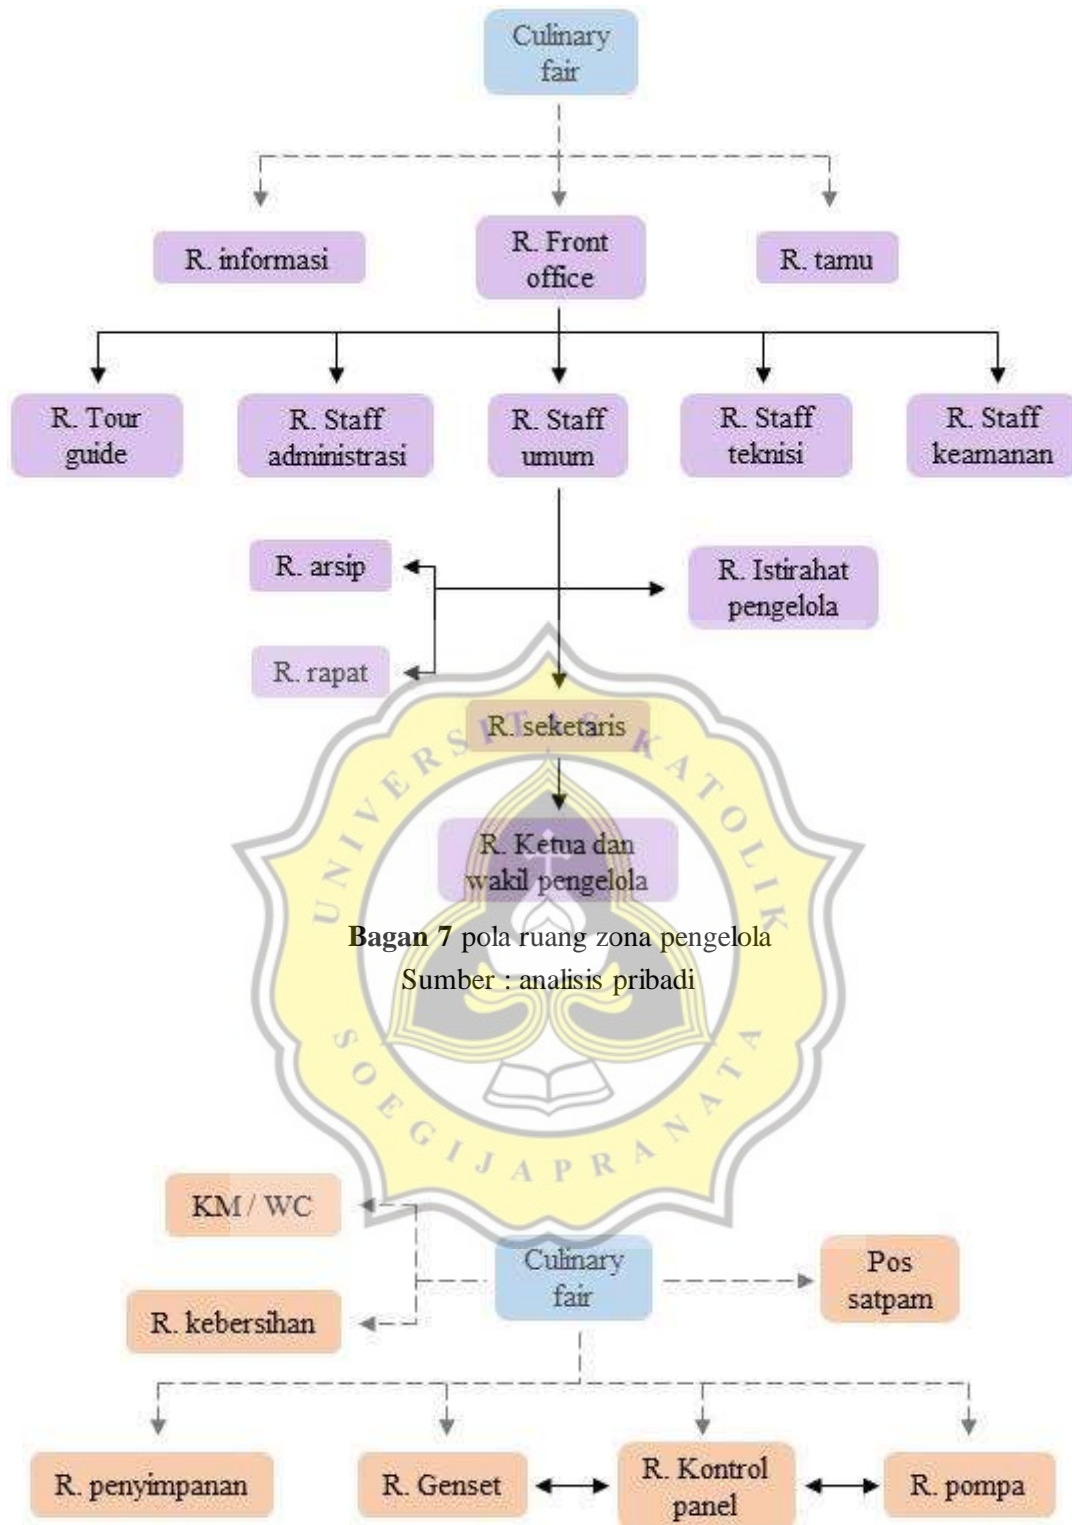 Culinary
fair
R. informasi
R. Front
office
R. tamu
R. Tour
guide
R. Staff
administrasi
R. Staff
umum
R. Staff
teknisi
R. Staff
keamanan
R. arsip
R. Istirahat
pengelola
R. rapat
R. seketaris
R. Ketua dan
wakil pengelola
Bagan 7 pola ruang zona pengelola
Sumber : analisis pribadi
UNIVERSITAS KATOLIK
SOEGIJAPRANATA
KM / WC
Culinary
fair
Pos
satpam
R. kebersihan
R. penyimpanan
R. Genset
R. Kontrol
panel
R. pompa